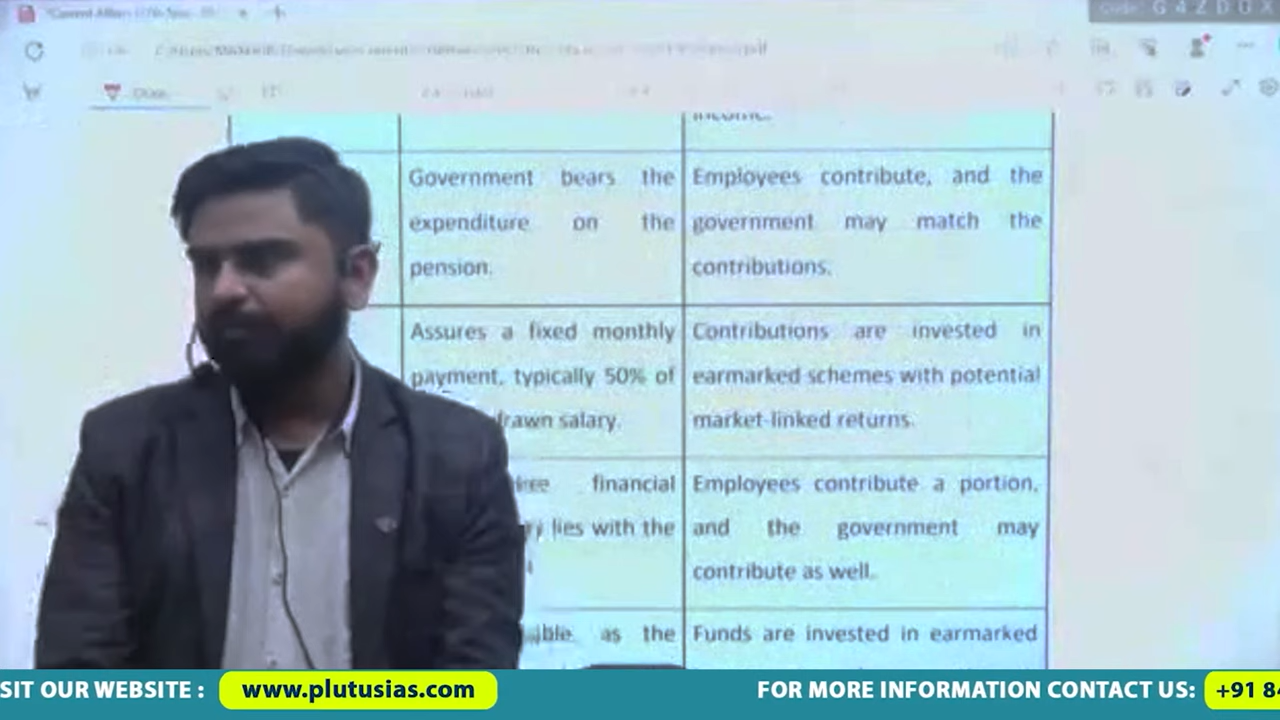 G 4 Z D U X
income.
Government bears the
expenditure on the
pension.
Employees contribute, and the
government may match the
contributions.
Assures a fixed monthly
payment, typically 50% of
drawn salary.
Contributions are invested in
earmarked schemes with potential
market-linked returns.
financial
lies with the
Employees contribute a portion,
and the government may
contribute as well.
as the
Funds are invested in earmarked
SIT OUR WEBSITE : www.plutusias.com FOR MORE INFORMATION CONTACT US: +91 84